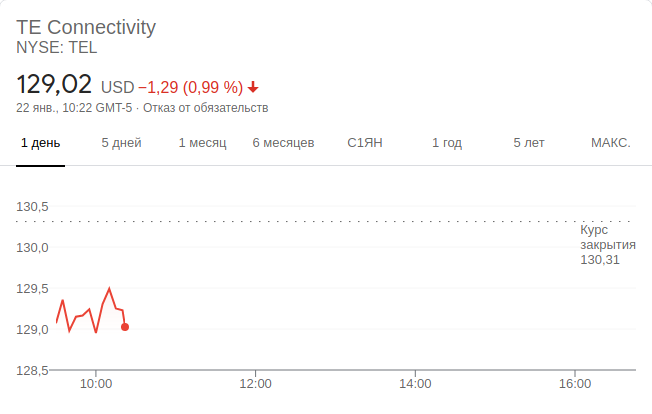 TE Connectivity
NYSE: TEL
129,02 USD −1,29 (0,99 %)
22 янв., 10:22 GMT-5 · Отказ от обязательств
1 день 5 дней 1 месяц 6 месяцев С1ЯН 1 год 5 лет МАКС.
130,5
Курс
закрытия
130,31
130,0
129,5
129,0
128,5
10:00 12:00 14:00 16:00